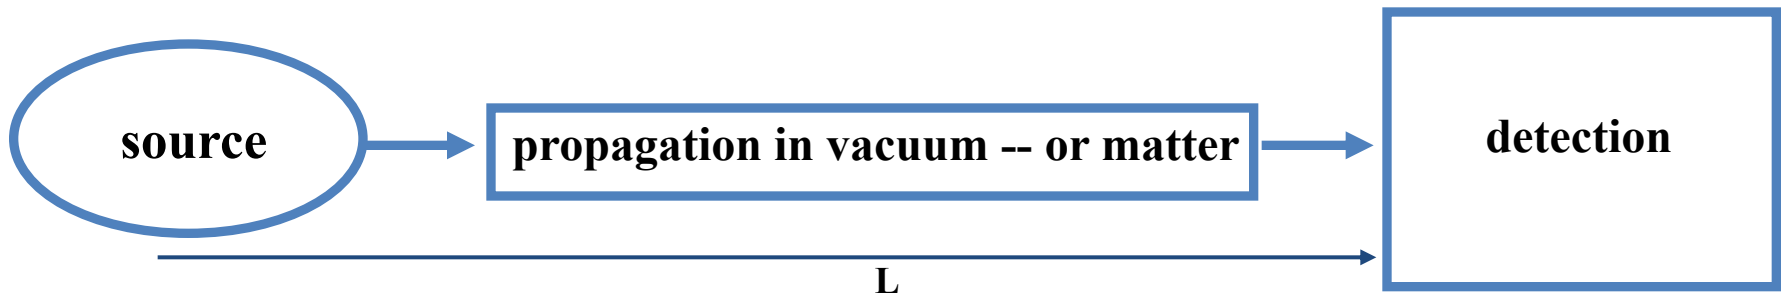 source
propagation in vacuum -- or matter
detection
L